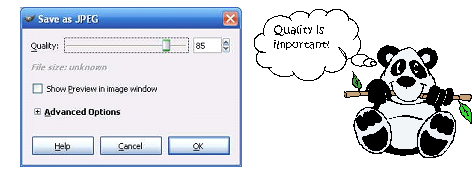 Save as JPEG
Quality: 85
File size: unknown
Show Preview in image window
Advanced Options
Help Cancel OK
Quality is
important!